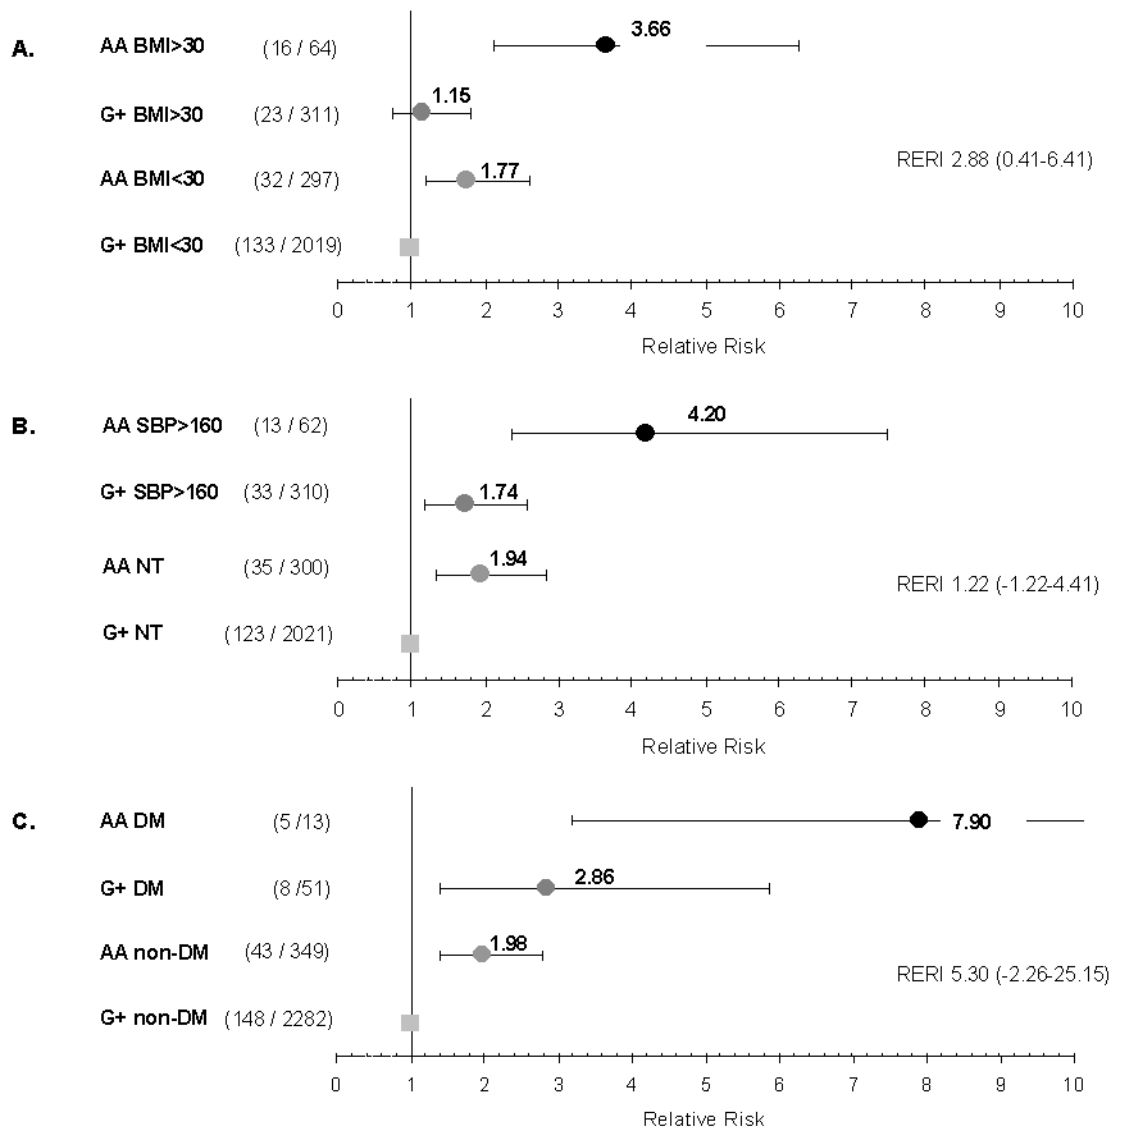 A.
AA BMI>30 (16 / 64) 3.66
G+ BMI>30 (23 / 311) 1.15
RERI 2.88 (0.41-6.41)
AA BMI<30 (32 / 297) 1.77
G+ BMI<30 (133 / 2019)
0 1 2 3 4 5 6 7 8 9 10
Relative Risk
B.
AA SBP>160 (13 / 62) 4.20
G+ SBP>160 (33 / 310) 1.74
AA NT (35 / 300) 1.94
RERI 1.22 (-1.22-4.41)
G+ NT (123 / 2021)
0 1 2 3 4 5 6 7 8 9 10
Relative Risk
C.
AA DM (5 /13) 7.90
G+ DM (8 /51) 2.86
AA non-DM (43 / 349) 1.98
RERI 5.30 (-2.26-25.15)
G+ non-DM (148 / 2282)
0 1 2 3 4 5 6 7 8 9 10
Relative Risk